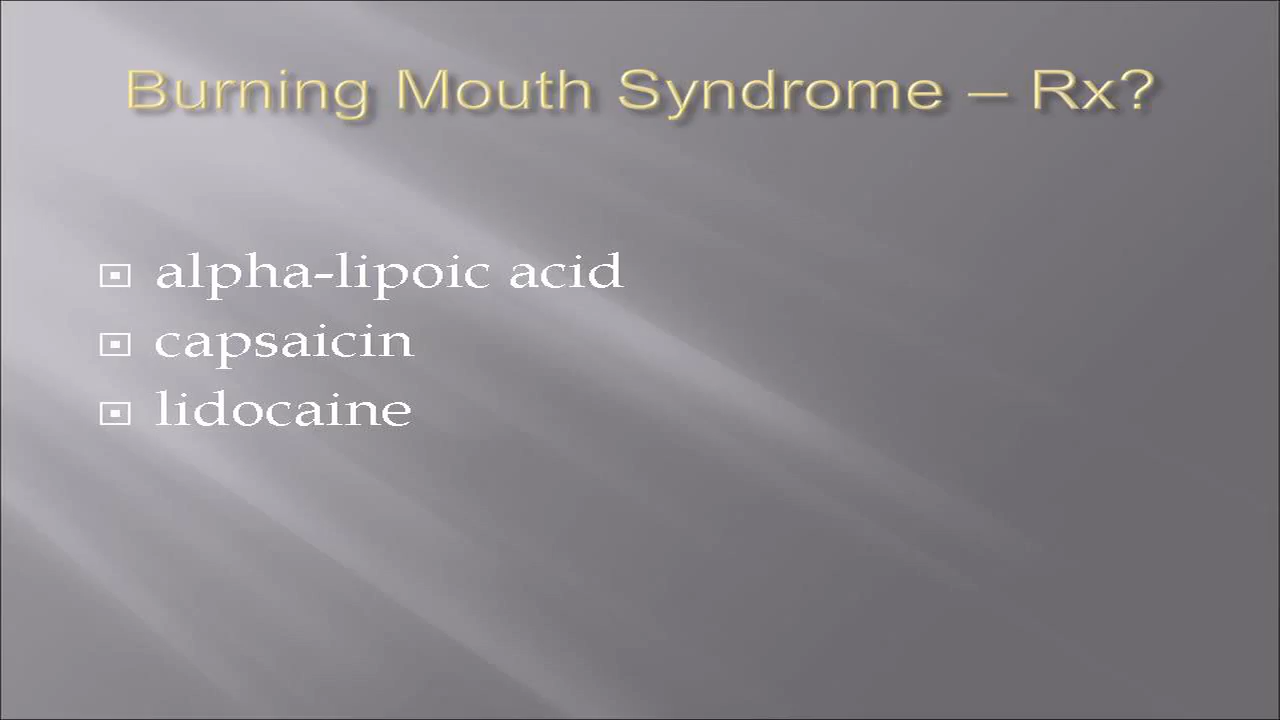 Burning Mouth Syndrome – Rx?
alpha-lipoic acid
capsaicin
lidocaine